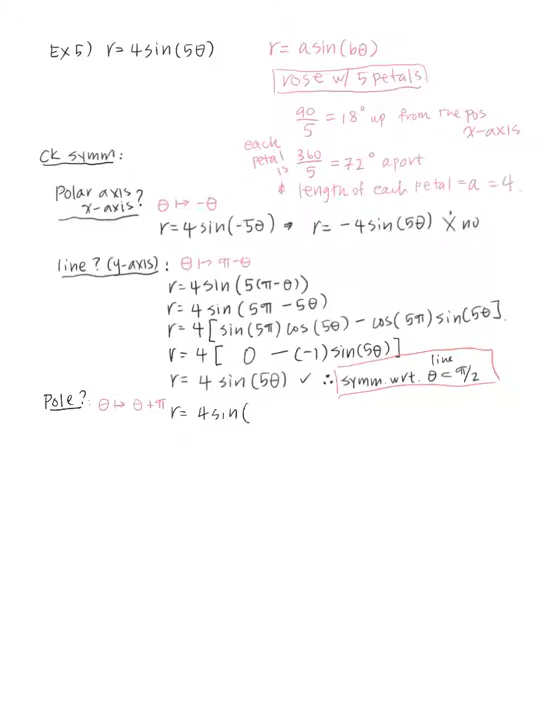 Ex 5) r = 4sin(5θ)
r = asin(bθ)
rose w/ 5 petals
90/5 = 18° up from the pos x-axis
each petal is 360/5 = 72° apart
& length of each petal = a = 4.
Ck symm:
Polar axis x-axis? θ ↦ -θ
r = 4sin(-5θ) → r = -4sin(5θ) X no
line? (y-axis): θ ↦ π-θ
r = 4sin(5(π-θ))
r = 4 sin(5π - 5θ)
r = 4[sin(5π)cos(5θ) - cos(5π)sin(5θ].
r = 4[ 0 - (-1)sin(5θ)]
r = 4 sin(5θ) ✓ ∴ symm. wrt. line θ = π/2
Pole?: θ ↦ θ+π r = 4sin(